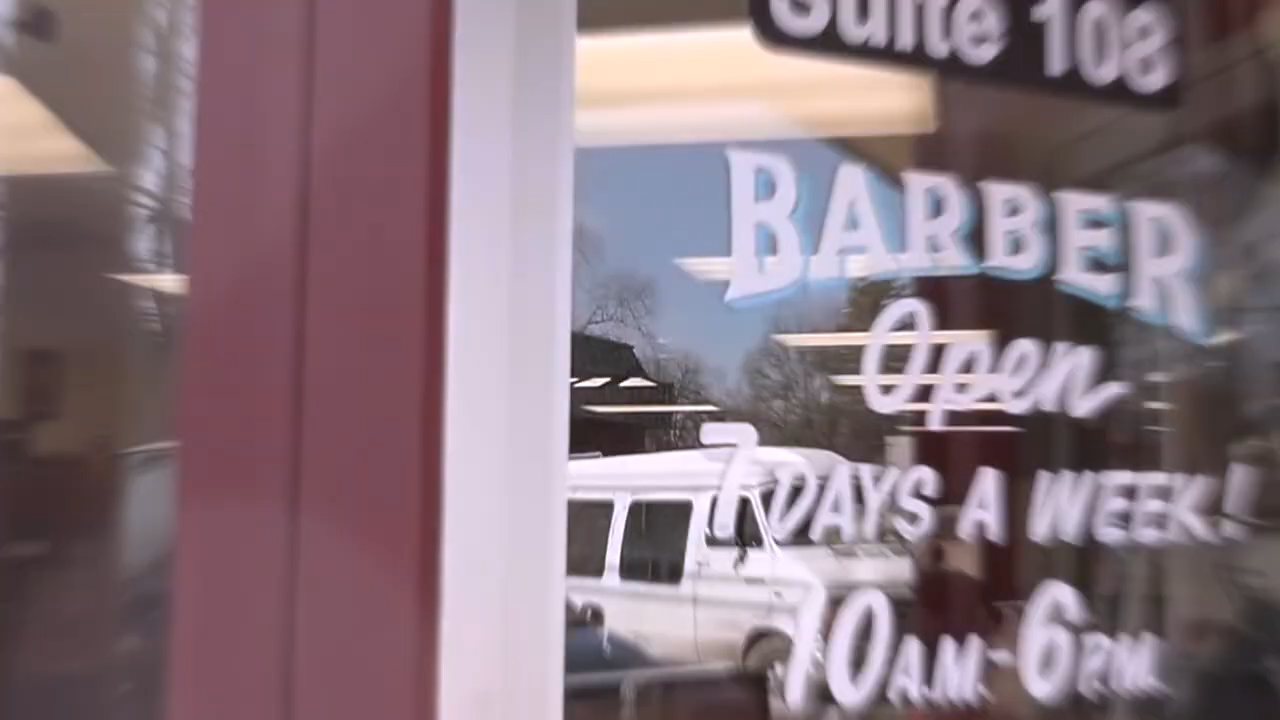 Suite 108
BARBER
Open
7 DAYS A WEEK!
10A.M.-6P.M.